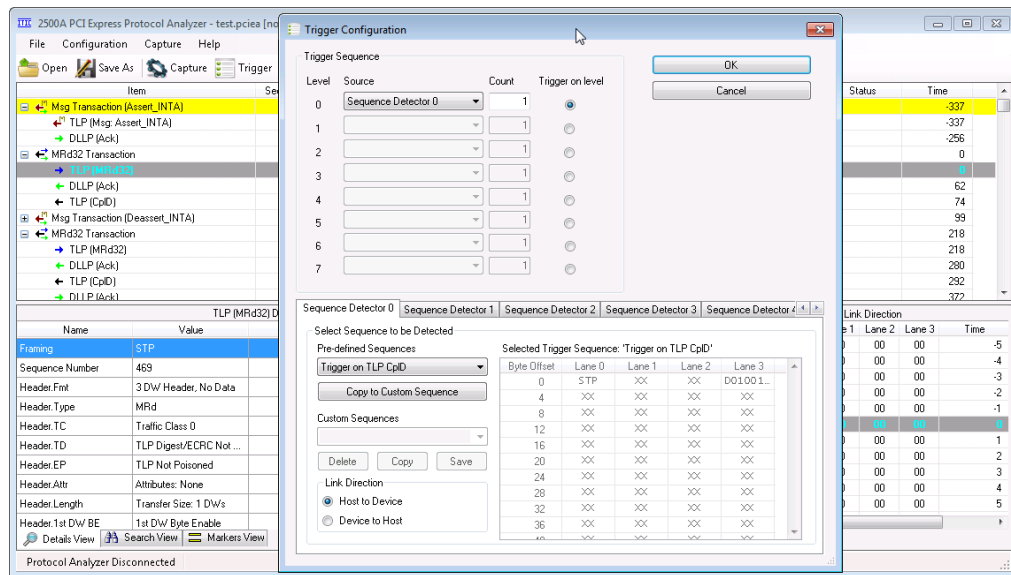 2500A PCI Express Protocol Analyzer - test.pciea [no
File Configuration Capture Help
Open Save As Capture Trigger
Item Se
Msg Transaction (Assert_INTA)
TLP (Msg: Assert_INTA)
DLLP (Ack)
MRd32 Transaction
TLP (MRd32)
DLLP (Ack)
TLP (CplD)
Msg Transaction (Deassert_INTA)
MRd32 Transaction
TLP (MRd32)
DLLP (Ack)
TLP (CplD)
DLLP (Ack)
Status Time
-337
-337
-256
0
0
62
74
99
218
218
280
292
372
TLP (MRd32) D
Name Value
Framing STP
Sequence Number 469
Header.Fmt 3 DW Header, No Data
Header.Type MRd
Header.TC Traffic Class 0
Header.TD TLP Digest/ECRC Not ...
Header.EP TLP Not Poisoned
Header.Attr Attributes: None
Header.Length Transfer Size: 1 DWs
Header.1st DW BE 1st DW Byte Enable
Details View Search View Markers View
Protocol Analyzer Disconnected
Trigger Configuration
Trigger Sequence
Level Source Count Trigger on level
0 Sequence Detector 0 1
1 1
2 1
3 1
4 1
5 1
6 1
7 1
OK
Cancel
Sequence Detector 0 Sequence Detector 1 Sequence Detector 2 Sequence Detector 3 Sequence Detector 4
Select Sequence to be Detected
Pre-defined Sequences
Trigger on TLP CplD
Copy to Custom Sequence
Custom Sequences
Delete Copy Save
Link Direction
Host to Device
Device to Host
Selected Trigger Sequence: 'Trigger on TLP CplD'
Byte Offset Lane 0 Lane 1 Lane 2 Lane 3
0 STP XX XX D01001...
4 XX XX XX XX
8 XX XX XX XX
12 XX XX XX XX
16 XX XX XX XX
20 XX XX XX XX
24 XX XX XX XX
28 XX XX XX XX
32 XX XX XX XX
36 XX XX XX XX
40 XX XX XX XX
Link Direction
e 1 Lane 2 Lane 3 Time
00 00 -5
00 00 -4
00 00 -3
00 00 -2
00 00 -1
00 00 0
00 00 1
00 00 2
00 00 3
00 00 4
00 00 5